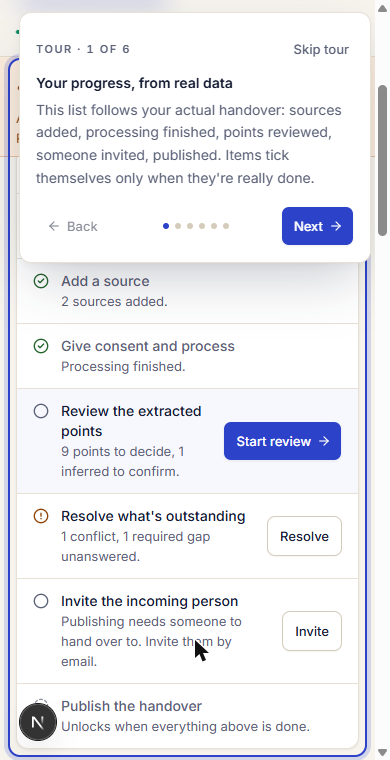 TOUR · 1 OF 6
Skip tour
Your progress, from real data
This list follows your actual handover: sources
added, processing finished, points reviewed,
someone invited, published. Items tick
themselves only when they're really done.
← Back
Next →
Add a source
2 sources added.
Give consent and process
Processing finished.
Review the extracted
points
9 points to decide, 1
inferred to confirm.
Start review →
Resolve what's outstanding
1 conflict, 1 required gap
unanswered.
Resolve
Invite the incoming person
Publishing needs someone to
hand over to. Invite them by
email.
Invite
Publish the handover
Unlocks when everything above is done.
N